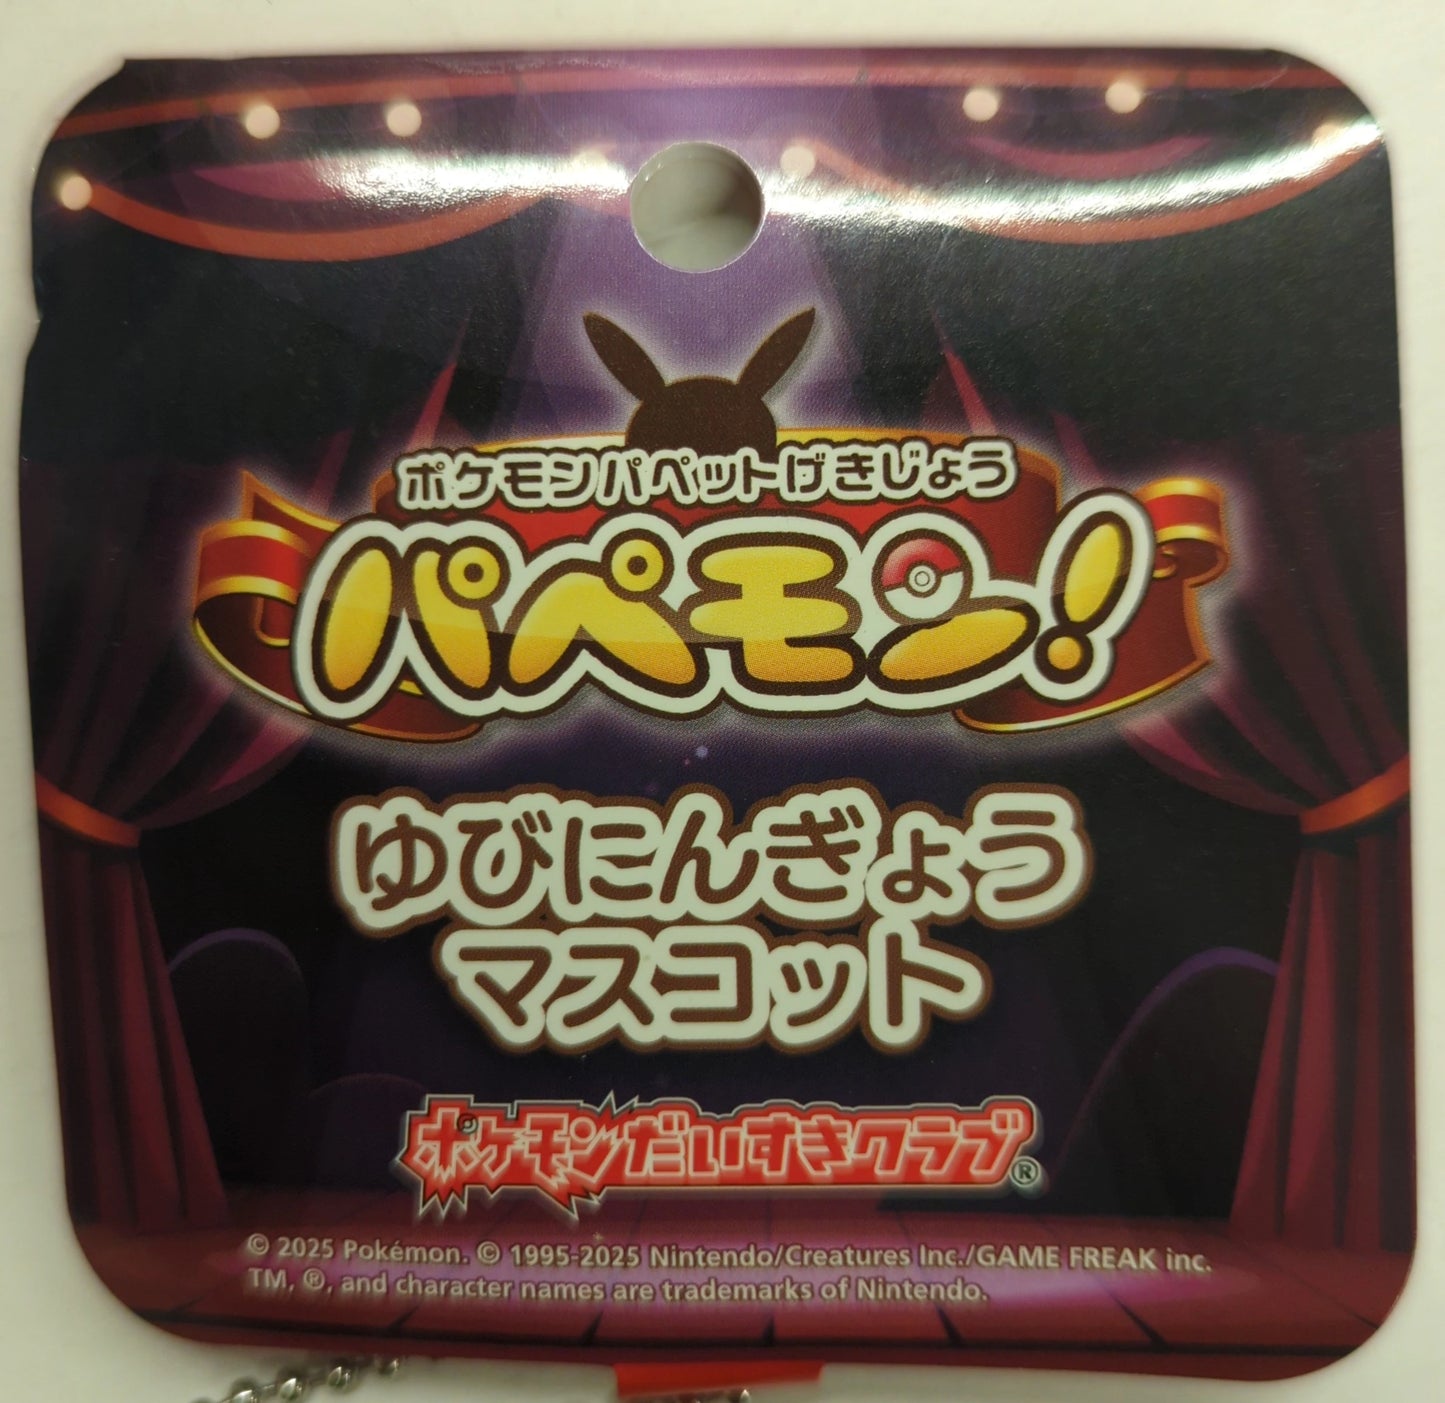 ポケモンパペットげきじょう
パペモン!
ゆびにんぎょう
マスコット
ポケモンだいすきクラブ®
© 2025 Pokémon. © 1995-2025 Nintendo/Creatures Inc./GAME FREAK inc.
TM, ®, and character names are trademarks of Nintendo.